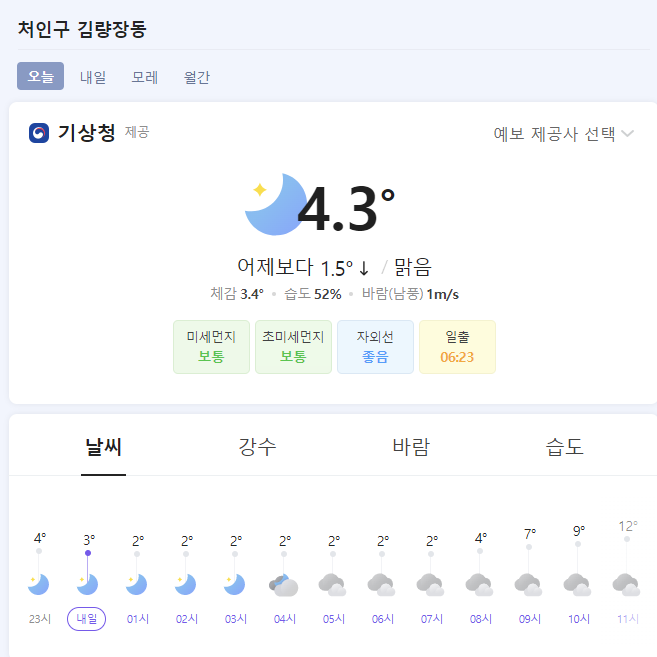 처인구 김량장동
오늘 내일 모레 월간
기상청 제공 예보 제공사 선택
4.3°
어제보다 1.5°↓ / 맑음
체감 3.4° • 습도 52% • 바람(남풍) 1m/s
미세먼지 초미세먼지 자외선 일출
보통 보통 좋음 06:23
날씨 강수 바람 습도
4° 3° 2° 2° 2° 2° 2° 2° 2° 4° 7° 9° 12°
23시 내일 01시 02시 03시 04시 05시 06시 07시 08시 09시 10시 11시